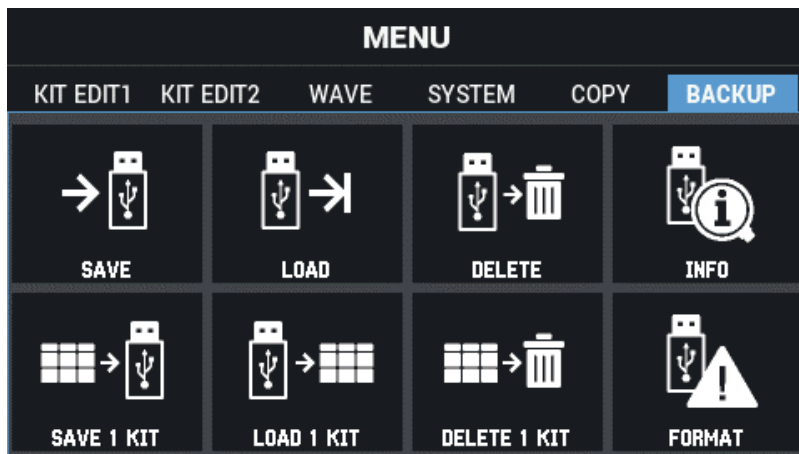 MENU
KIT EDIT1 KIT EDIT2 WAVE SYSTEM COPY BACKUP
SAVE LOAD DELETE INFO
SAVE 1 KIT LOAD 1 KIT DELETE 1 KIT FORMAT